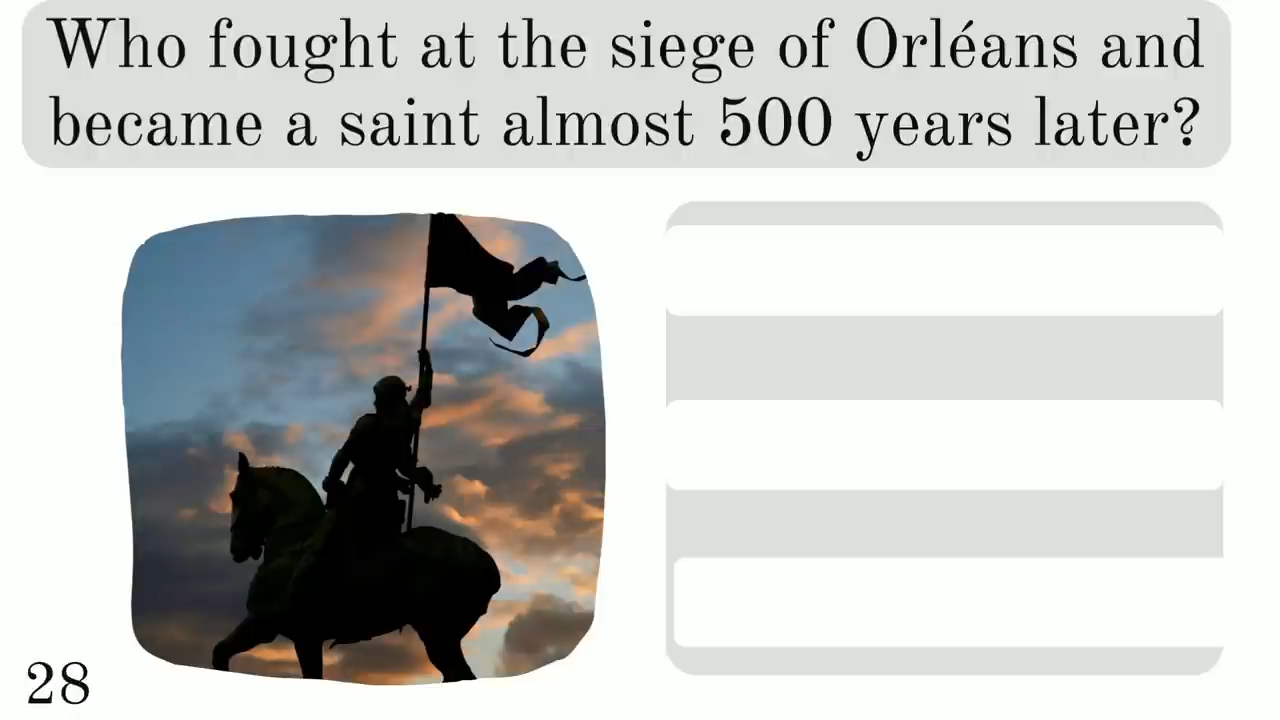 Who fought at the siege of Orléans and
became a saint almost 500 years later?
28